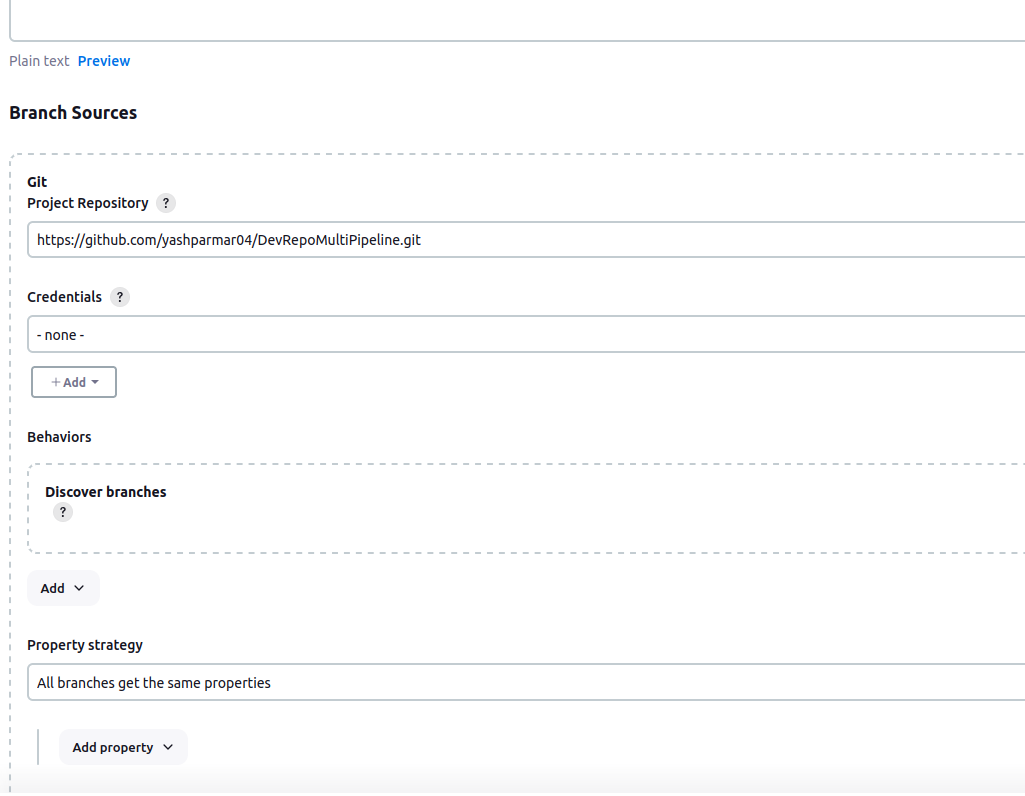 Plain text Preview
Branch Sources
Git
Project Repository ?
https://github.com/yashparmar04/DevRepoMultiPipeline.git
Credentials ?
- none -
+ Add
Behaviors
Discover branches
?
Add
Property strategy
All branches get the same properties
Add property